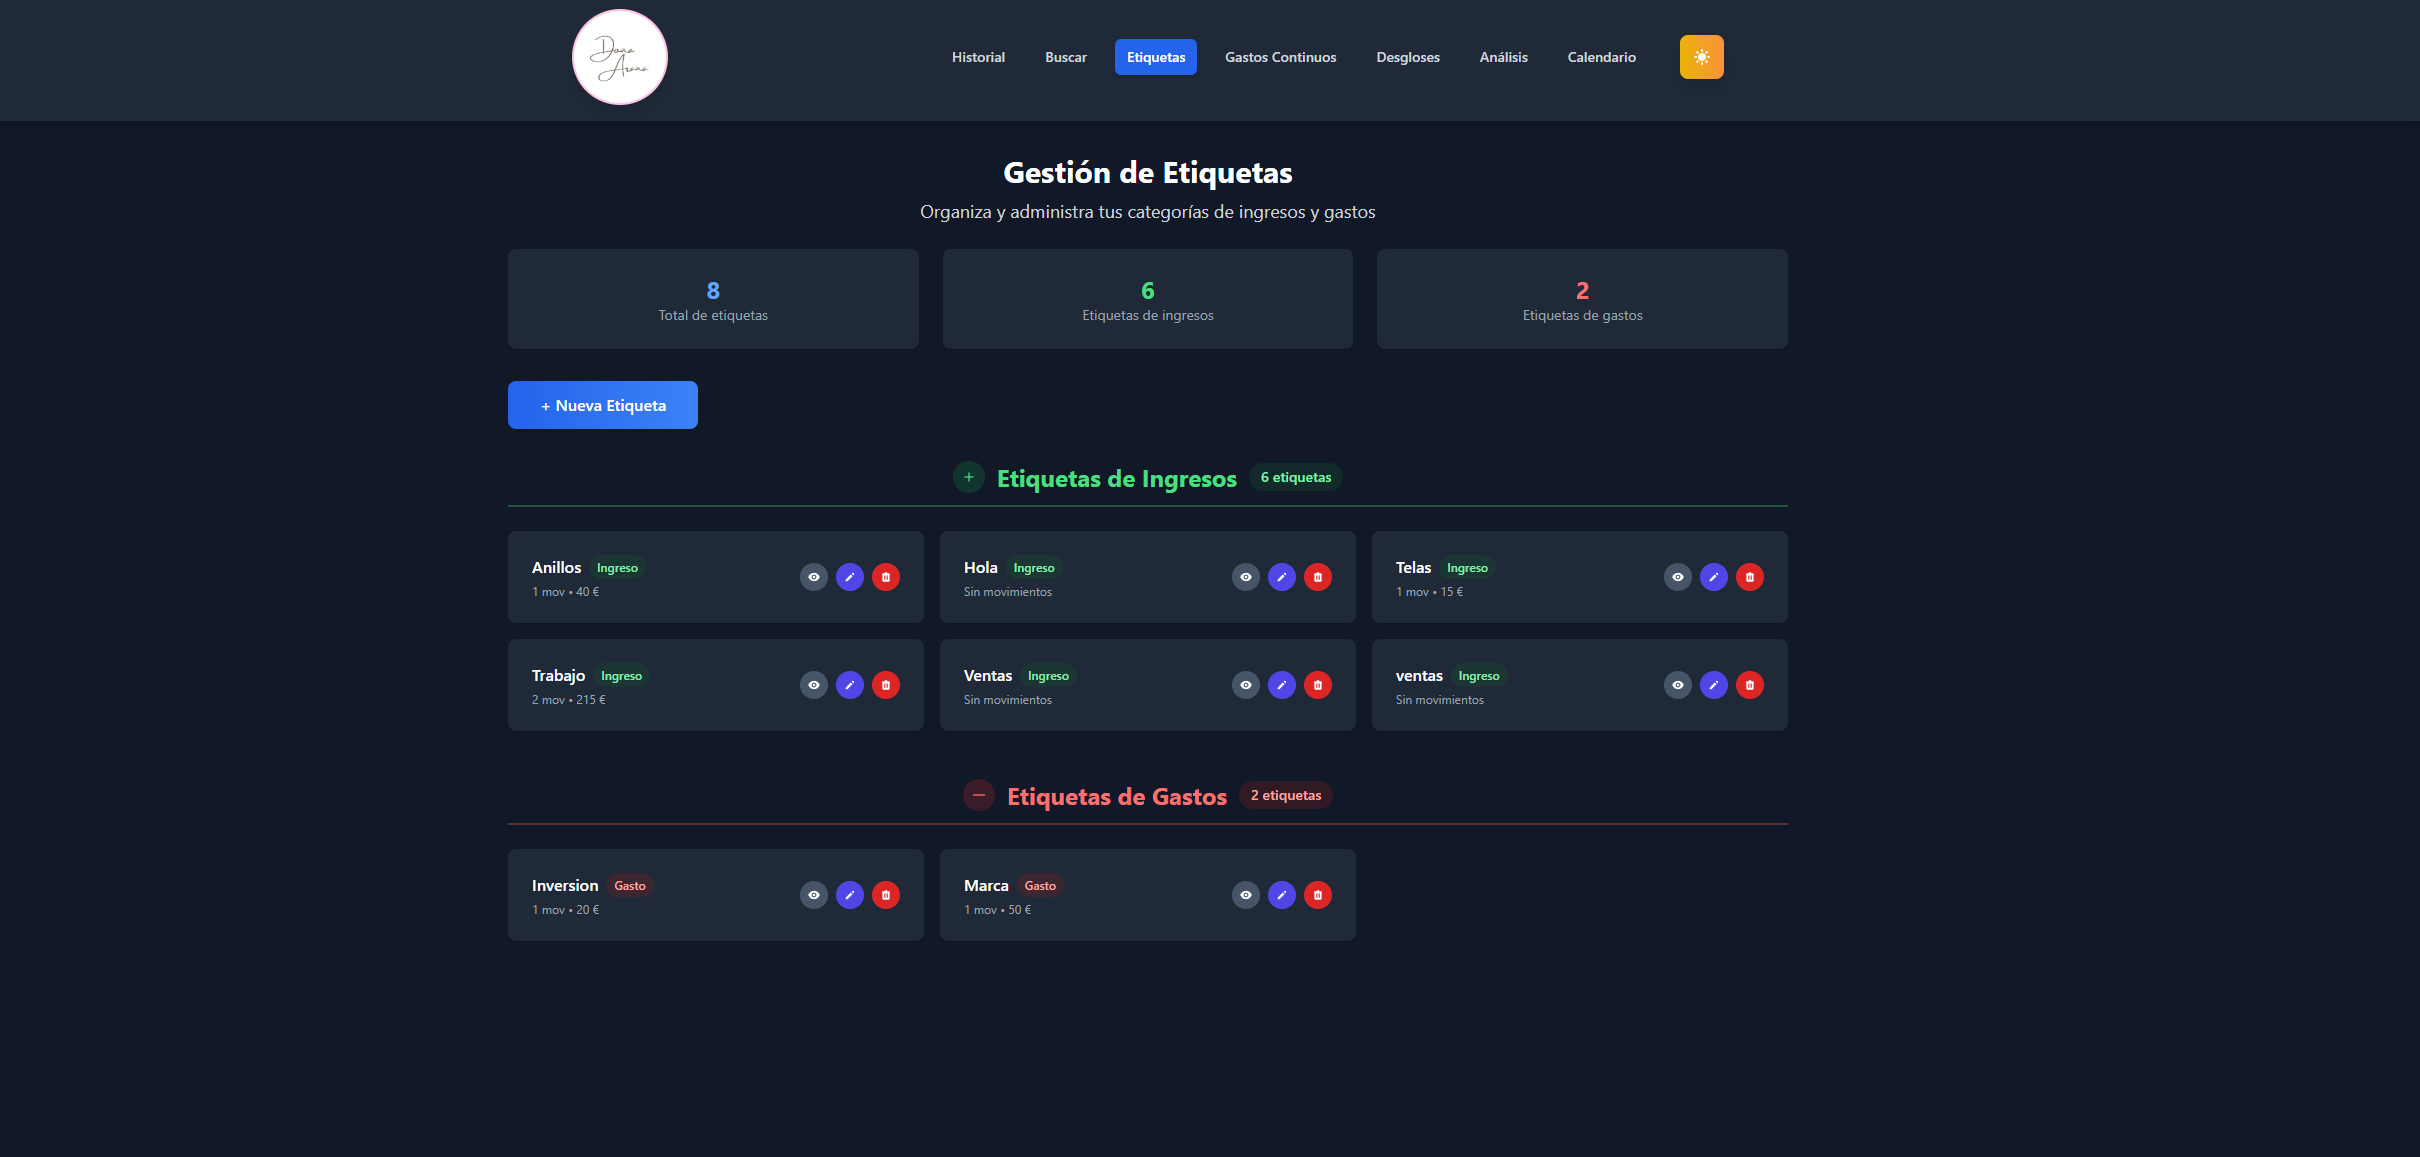 Doña
Arana
Historial
Buscar
Etiquetas
Gastos Continuos
Desgloses
Análisis
Calendario
Gestión de Etiquetas
Organiza y administra tus categorías de ingresos y gastos
8
Total de etiquetas
6
Etiquetas de ingresos
2
Etiquetas de gastos
+ Nueva Etiqueta
+ Etiquetas de Ingresos 6 etiquetas
Anillos Ingreso
1 mov • 40 €
Hola Ingreso
Sin movimientos
Telas Ingreso
1 mov • 15 €
Trabajo Ingreso
2 mov • 215 €
Ventas Ingreso
Sin movimientos
ventas Ingreso
Sin movimientos
— Etiquetas de Gastos 2 etiquetas
Inversion Gasto
1 mov • 20 €
Marca Gasto
1 mov • 50 €